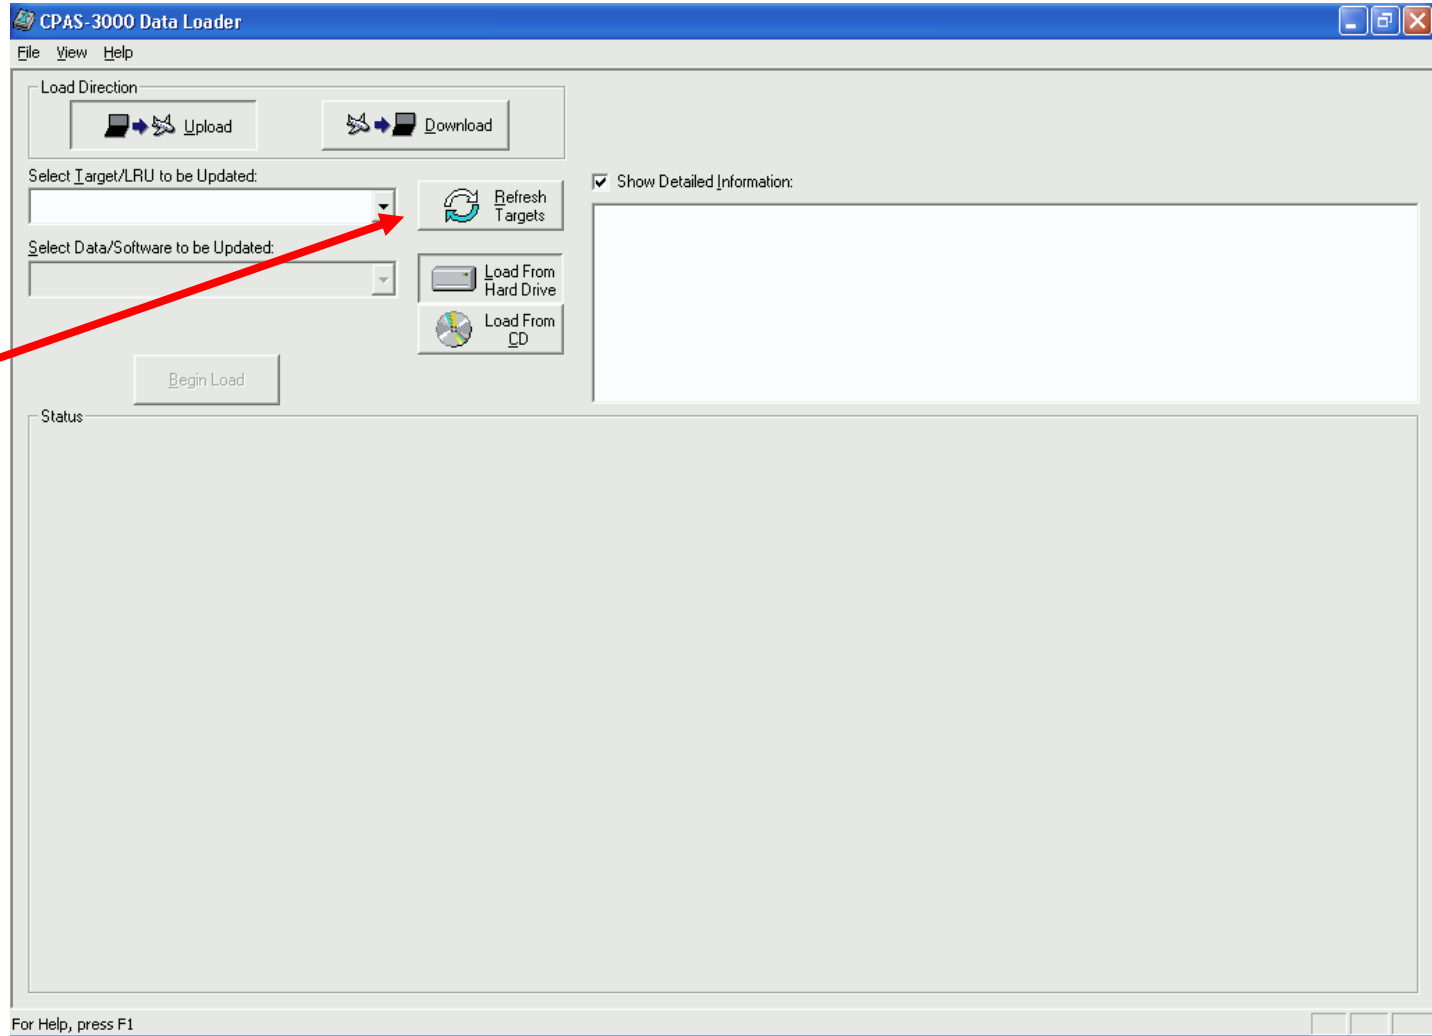 CPAS-3000 Data Loader
File View Help
Load Direction
Upload
Download
Select Target/LRU to be Updated:
Refresh
Targets
Show Detailed Information:
Select Data/Software to be Updated:
Load From
Hard Drive
Load From
CD
Begin Load
Status
For Help, press F1